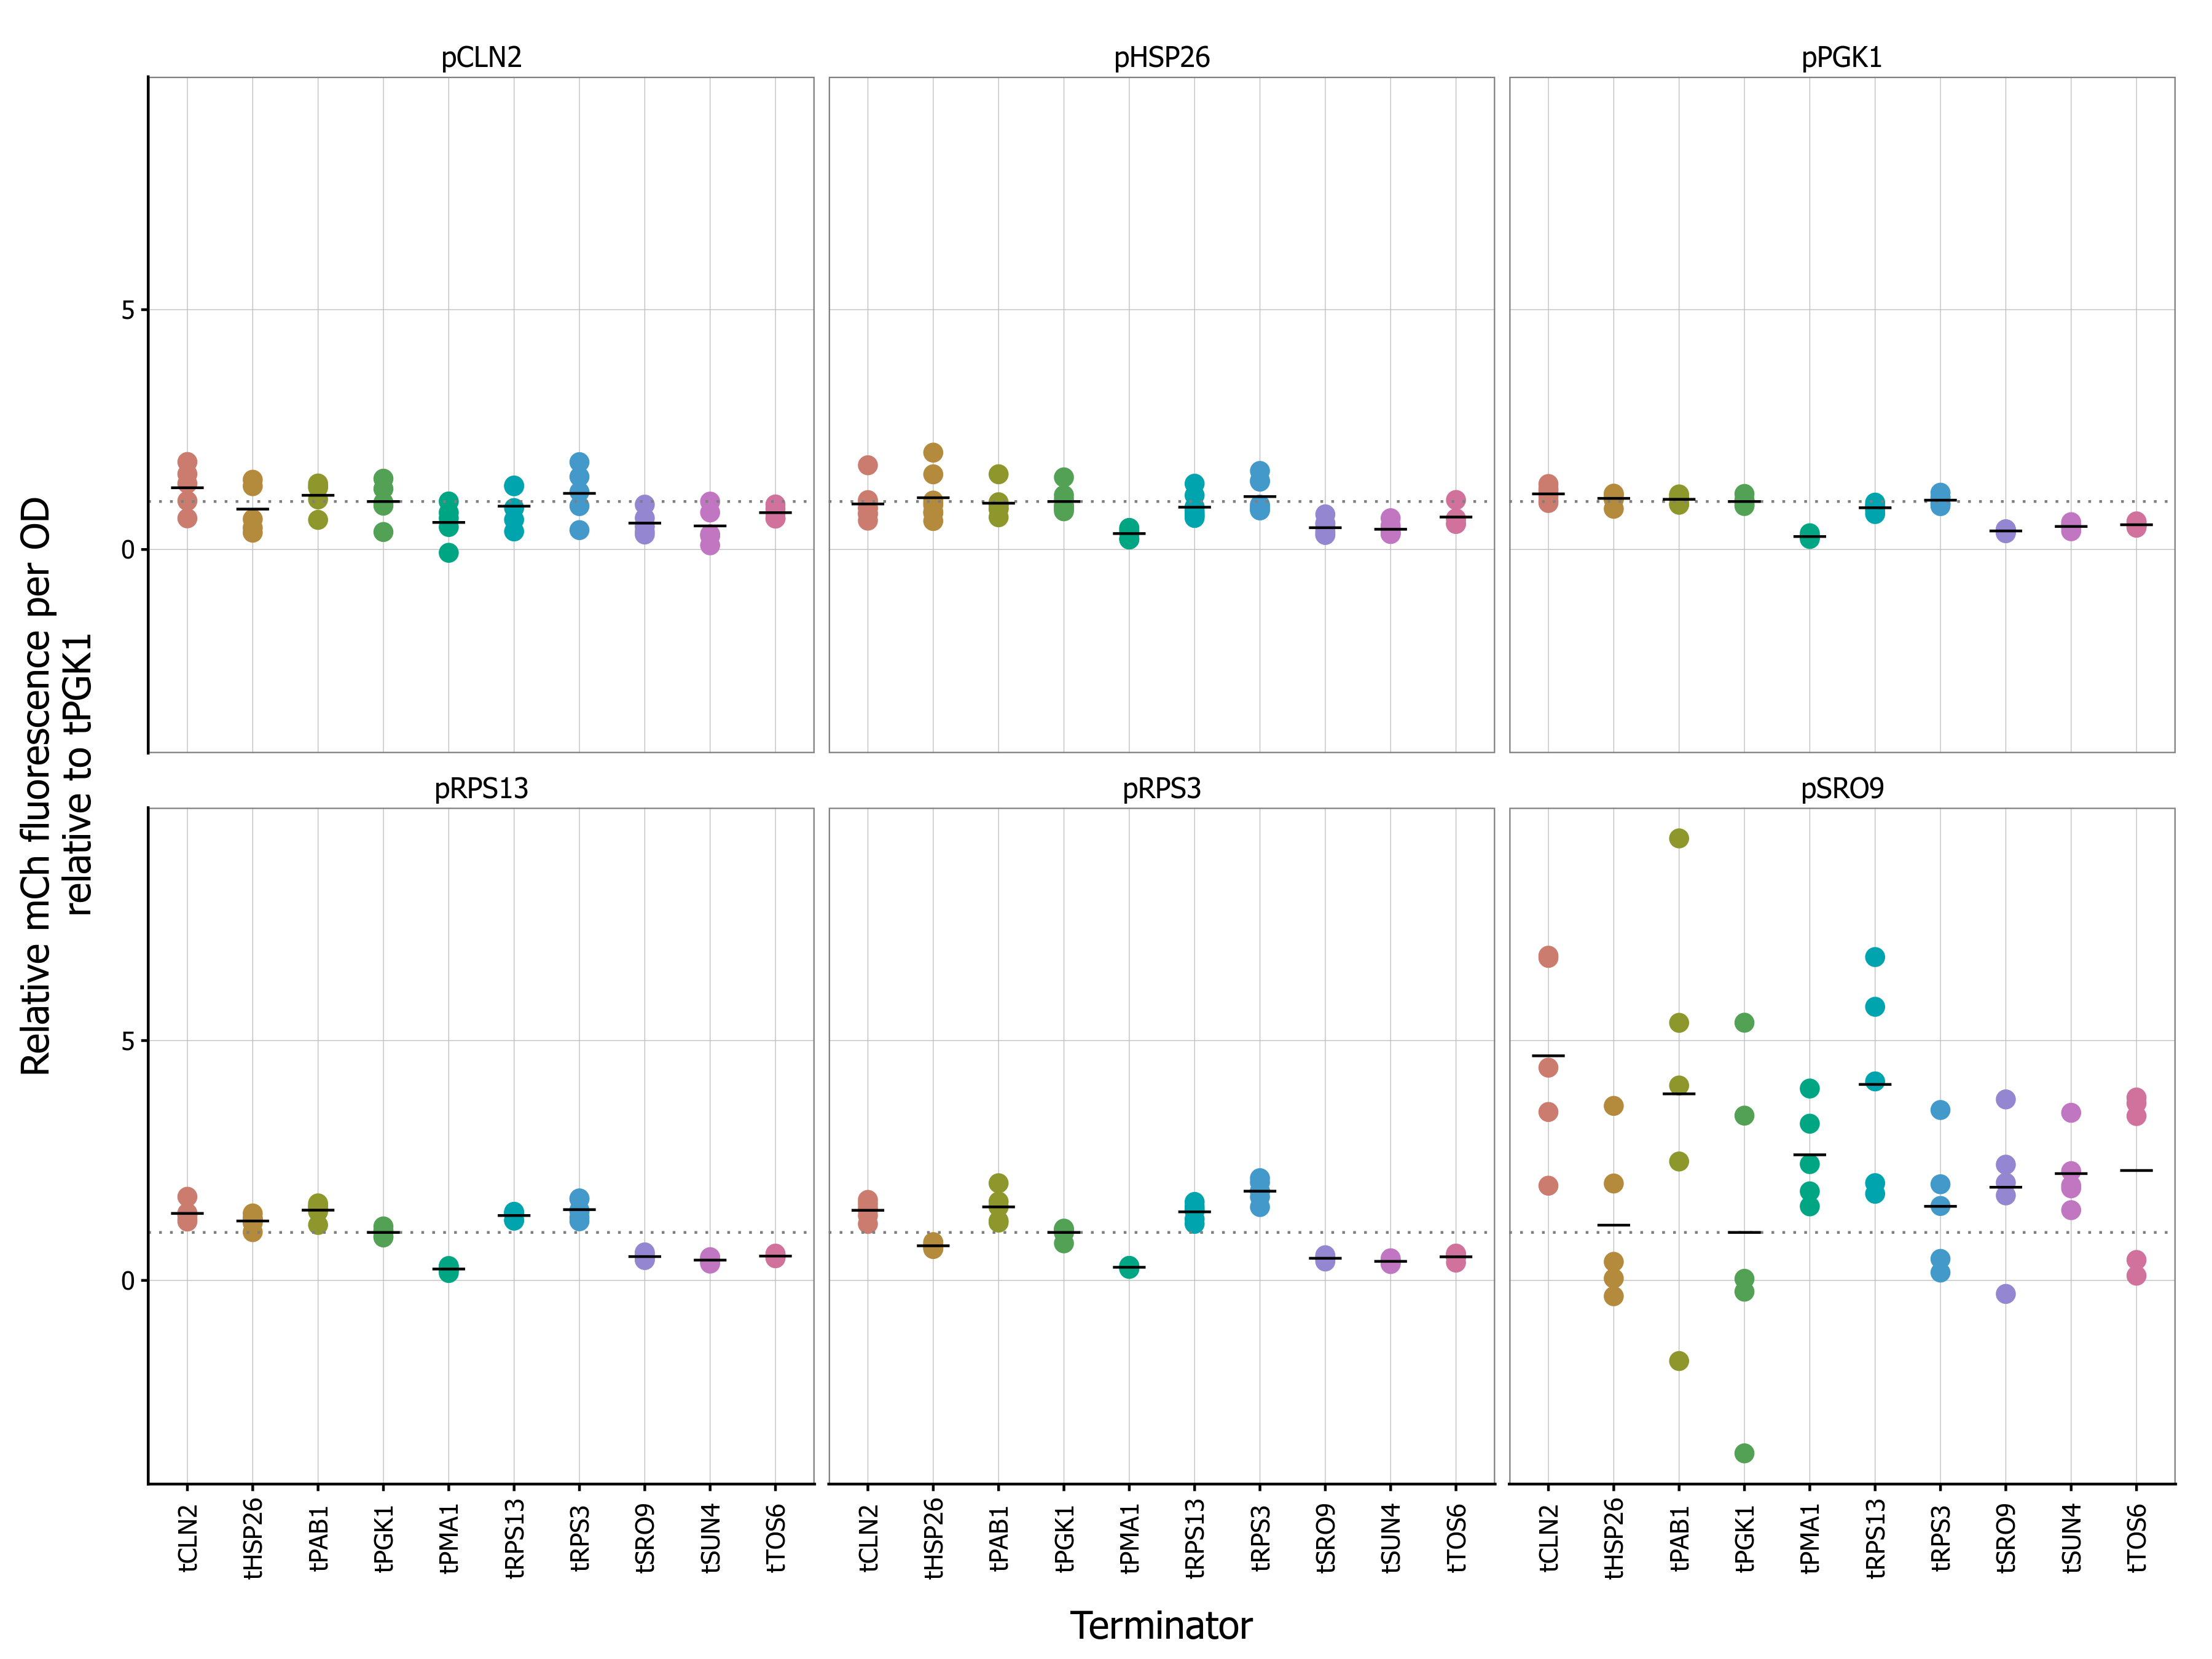 pCLN2 pHSP26 pPGK1
5
0
Relative mCh fluorescence per OD
relative to tPGK1
pRPS13 pRPS3 pSRO9
5
0
tCLN2 tHSP26 tPAB1 tPGK1 tPMA1 tRPS13 tRPS3 tSRO9 tSUN4 tTOS6 tCLN2 tHSP26 tPAB1 tPGK1 tPMA1 tRPS13 tRPS3 tSRO9 tSUN4 tTOS6 tCLN2 tHSP26 tPAB1 tPGK1 tPMA1 tRPS13 tRPS3 tSRO9 tSUN4 tTOS6
Terminator